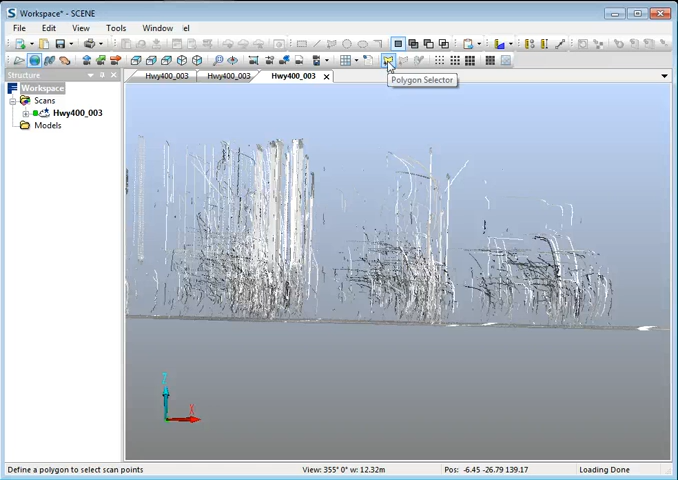 Workspace* - SCENE
File Edit View Tools Window el
Structure
Hwy400_003 Hwy400_003 Hwy400_003
Polygon Selector
Workspace
Scans
Hwy400_003
Models
Z
X
Define a polygon to select scan points View: 355° 0° w: 12.32m Pos: -6.45 -26.79 139.17 Loading Done